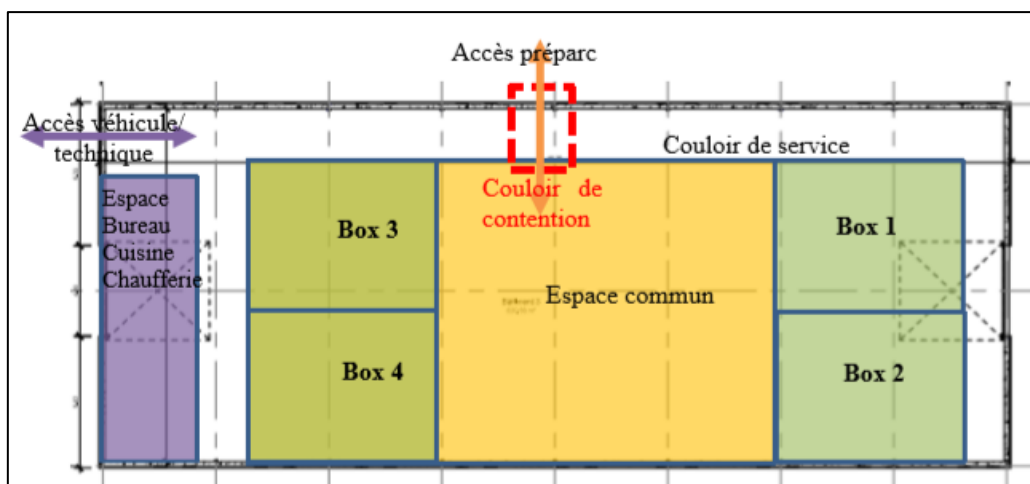 Accès préparc
Accès véhicule/
technique
Couloir de service
Couloir de
contention
Espace
Bureau
Cuisine
Chaufferie
Box 3
Box 1
Espace commun
Box 4
Box 2